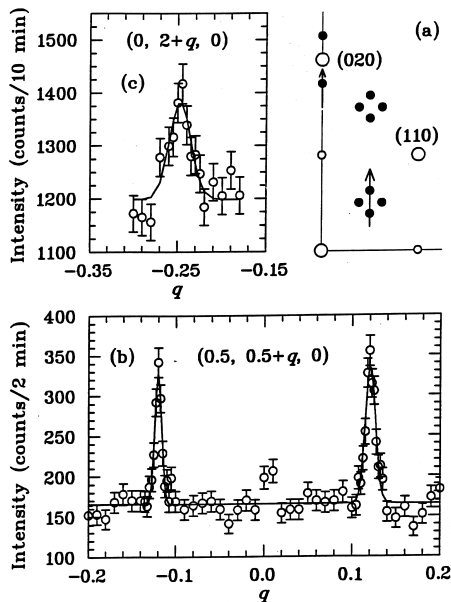 1500
1400
1300
1200
1100
Intensity (counts/10 min)
(0, 2+q, 0)
(c)
−0.35
−0.25
−0.15
q
(a)
(020)
(110)
400
350
300
250
200
150
100
Intensity (counts/2 min)
(b)
(0.5, 0.5+q, 0)
−0.2
−0.1
0.0
0.1
0.2
q